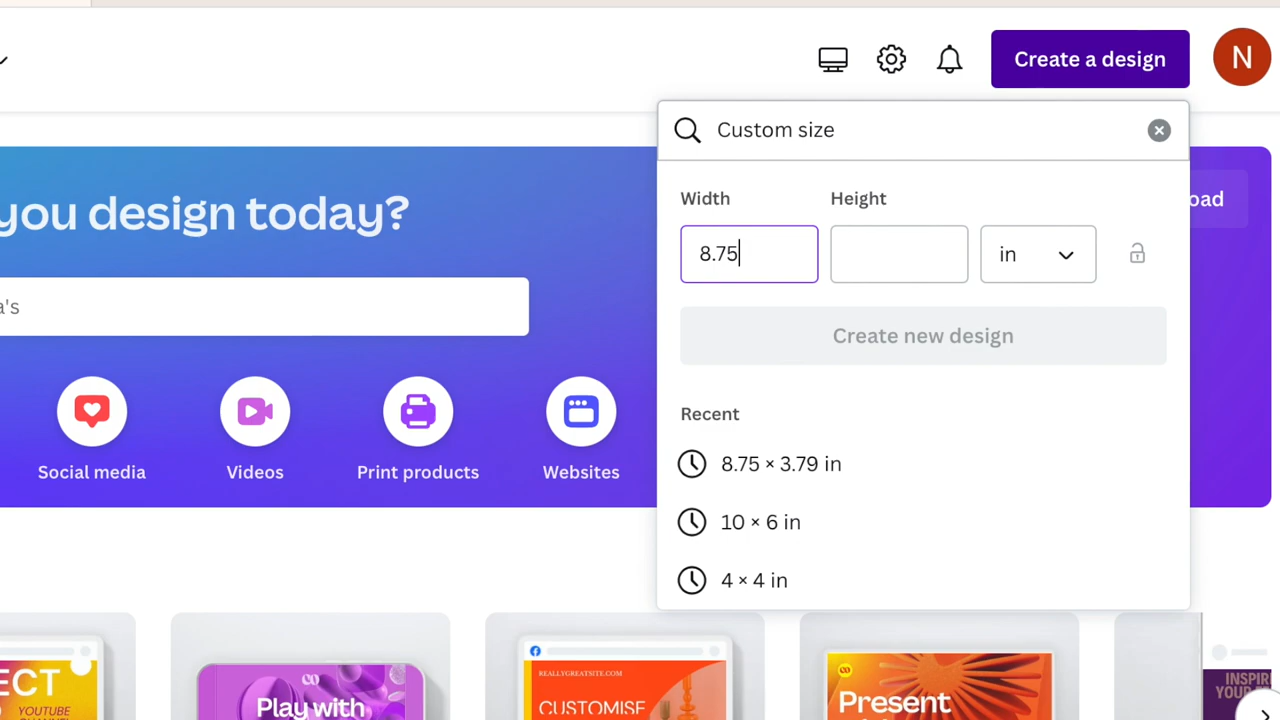 Create a design
N
Custom size
you design today?
oad
Width
Height
8.75
in
a's
Create new design
Recent
Social media
Videos
Print products
Websites
8.75 × 3.79 in
10 × 6 in
4 × 4 in
ECT
YOUTUBE
Play with
REALLYGREATSITE.COM
CUSTOMISE
Present
INSPIRI
YOUR